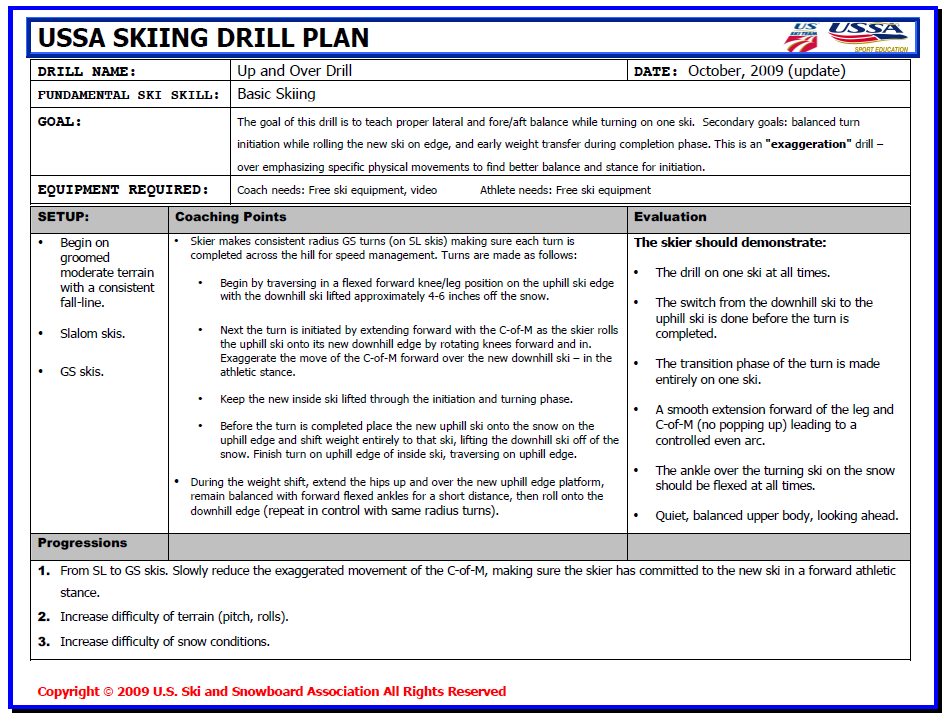 USSA SKIING DRILL PLAN
US
SKI TEAM
USSA
SPORT EDUCATION
DRILL NAME: Up and Over Drill DATE: October, 2009 (update)
FUNDAMENTAL SKI SKILL: Basic Skiing
GOAL: The goal of this drill is to teach proper lateral and fore/aft balance while turning on one ski. Secondary goals: balanced turn
initiation while rolling the new ski on edge, and early weight transfer during completion phase. This is an "exaggeration" drill –
over emphasizing specific physical movements to find better balance and stance for initiation.
EQUIPMENT REQUIRED: Coach needs: Free ski equipment, video Athlete needs: Free ski equipment
SETUP:
• Begin on
groomed
moderate terrain
with a consistent
fall-line.
• Slalom skis.
• GS skis.
Coaching Points
• Skier makes consistent radius GS turns (on SL skis) making sure each turn is
completed across the hill for speed management. Turns are made as follows:
• Begin by traversing in a flexed forward knee/leg position on the uphill ski edge
with the downhill ski lifted approximately 4-6 inches off the snow.
• Next the turn is initiated by extending forward with the C-of-M as the skier rolls
the uphill ski onto its new downhill edge by rotating knees forward and in.
Exaggerate the move of the C-of-M forward over the new downhill ski – in the
athletic stance.
• Keep the new inside ski lifted through the initiation and turning phase.
• Before the turn is completed place the new uphill ski onto the snow on the
uphill edge and shift weight entirely to that ski, lifting the downhill ski off of the
snow. Finish turn on uphill edge of inside ski, traversing on uphill edge.
• During the weight shift, extend the hips up and over the new uphill edge platform,
remain balanced with forward flexed ankles for a short distance, then roll onto the
downhill edge (repeat in control with same radius turns).
Evaluation
The skier should demonstrate:
• The drill on one ski at all times.
• The switch from the downhill ski to the
uphill ski is done before the turn is
completed.
• The transition phase of the turn is made
entirely on one ski.
• A smooth extension forward of the leg and
C-of-M (no popping up) leading to a
controlled even arc.
• The ankle over the turning ski on the snow
should be flexed at all times.
• Quiet, balanced upper body, looking ahead.
Progressions
1. From SL to GS skis. Slowly reduce the exaggerated movement of the C-of-M, making sure the skier has committed to the new ski in a forward athletic
stance.
2. Increase difficulty of terrain (pitch, rolls).
3. Increase difficulty of snow conditions.
Copyright © 2009 U.S. Ski and Snowboard Association All Rights Reserved